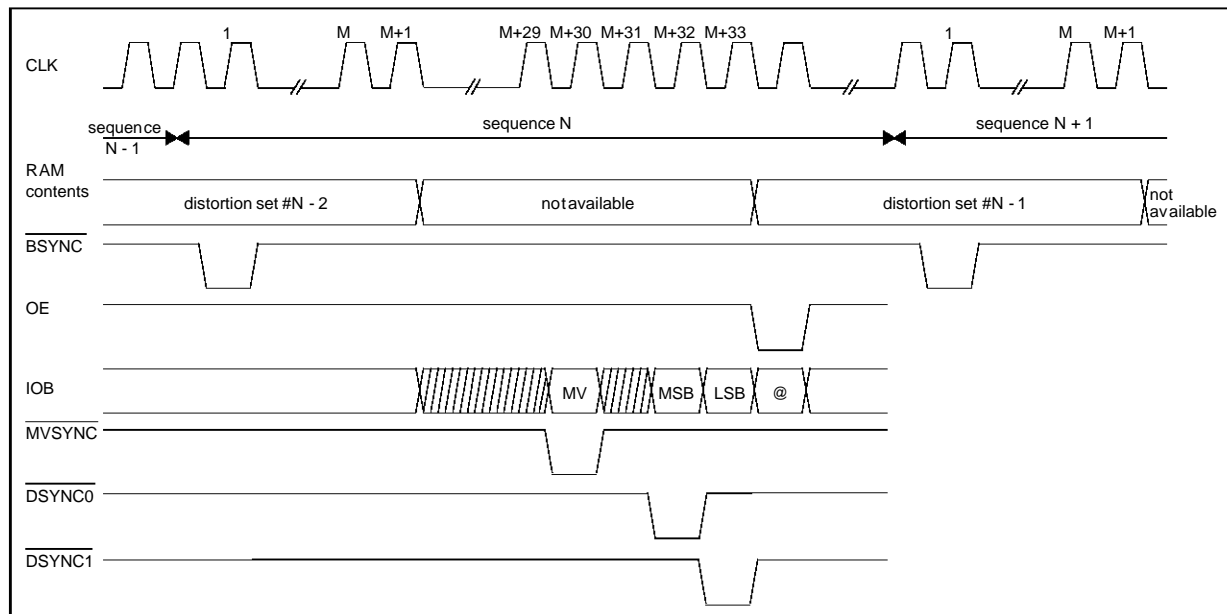 1 M M+1 M+29 M+30 M+31 M+32 M+33 1 M M+1
CLK
sequence N - 1
sequence N
sequence N + 1
RAM contents
distortion set #N - 2
not available
distortion set #N - 1
not available
BSYNC
OE
IOB
MV
MSB
LSB
@
MVSYNC
DSYNC0
DSYNC1